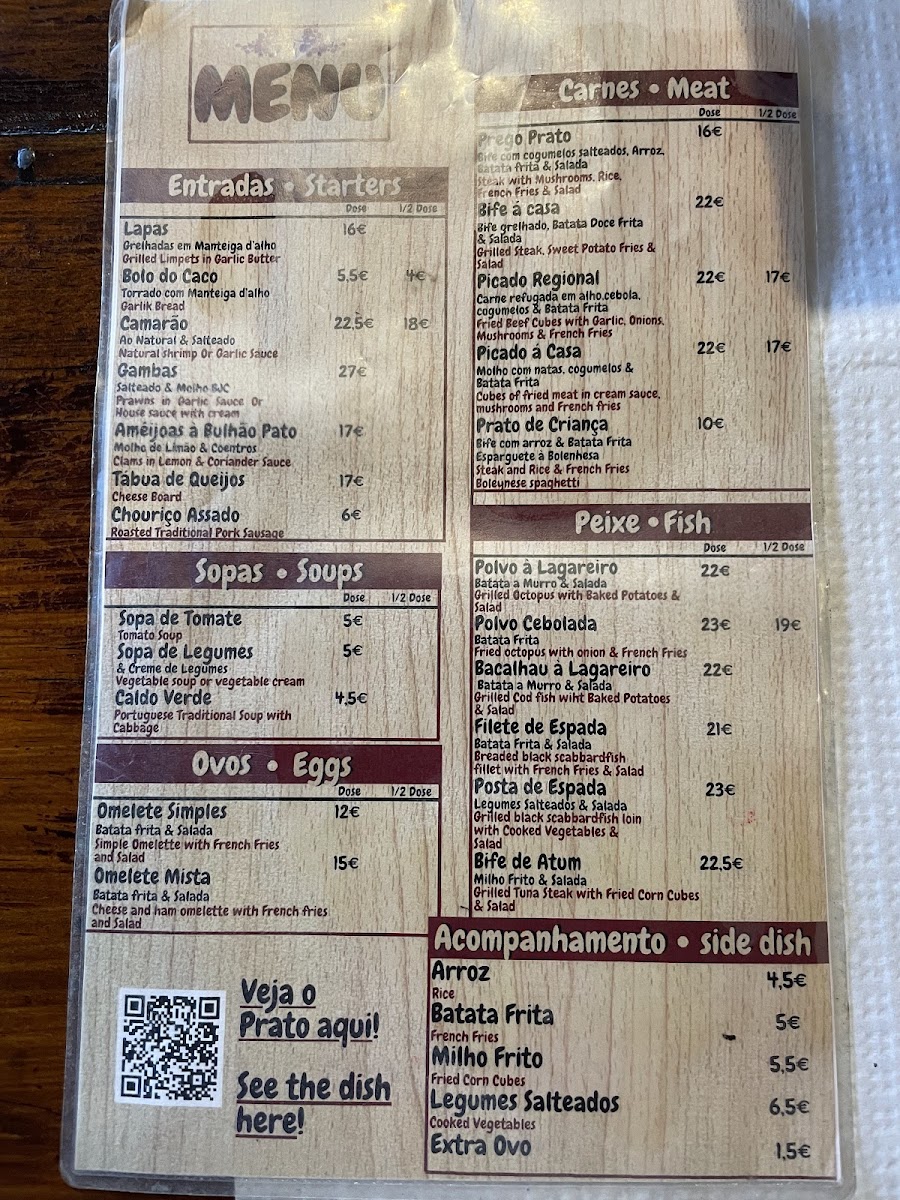 MENU
Entradas • Starters
Dose 1/2 Dose
Lapas 16€
Grelhadas em Manteiga d'alho
Grilled Limpets in Garlic Butter
Bolo do Caco 5,5€ 4€
Torrado com Manteiga d'alho
Garlik Bread
Camarão 22,5€ 18€
Ao Natural & Salteado
Natural shrimp Or Garlic Sauce
Gambas 27€
Salteado & Molho BJC
Prawns in Garlic Sauce Or
House sauce with cream
Amêijoas à Bulhão Pato 17€
Molho de Limão & Coentros
Clams in Lemon & Coriander Sauce
Tábua de Queijos 17€
Cheese Board
Chouriço Assado 6€
Roasted Traditional Pork Sausage
Sopas • Soups
Dose 1/2 Dose
Sopa de Tomate 5€
Tomato Soup
Sopa de Legumes 5€
& Creme de Legumes
Vegetable soup or vegetable cream
Caldo Verde 4,5€
Portuguese Traditional Soup with
Cabbage
Ovos • Eggs
Dose 1/2 Dose
Omelete Simples 12€
Batata frita & Salada
Simple Omelette with French Fries
and Salad
Omelete Mista 15€
Batata frita & Salada
Cheese and ham omelette with French fries
and Salad
Veja o
Prato aqui!
See the dish
here!
Carnes • Meat
Dose 1/2 Dose
Prego Prato 16€
Bife com cogumelos salteados, Arroz,
Batata frita & Salada
Steak with Mushrooms, Rice,
French Fries & Salad
Bife á casa 22€
Bife grelhado, Batata Doce Frita
& Salada
Grilled Steak, Sweet Potato Fries &
Salad
Picado Regional 22€ 17€
Carne refugada em alho,cebola,
cogumelos & Batata Frita
Fried Beef Cubes with Garlic, Onions,
Mushrooms & French Fries
Picado á Casa 22€ 17€
Molho com natas, cogumelos &
Batata Frita
Cubes of fried meat in cream sauce,
mushrooms and French fries
Prato de Criança 10€
Bife com arroz & Batata Frita
Esparguete à Bolenhesa
Steak and Rice & French Fries
Boleynese spaghetti
Peixe • Fish
Dose 1/2 Dose
Polvo à Lagareiro 22€
Batata a Murro & Salada
Grilled Octopus with Baked Potatoes &
Salad
Polvo Cebolada 23€ 19€
Batata Frita
Fried octopus with onion & French Fries
Bacalhau à Lagareiro 22€
Batata a Murro & Salada
Grilled Cod fish wiht Baked Potatoes
& Salad
Filete de Espada 21€
Batata Frita & Salada
Breaded black scabbardfish
fillet with French Fries & Salad
Posta de Espada 23€
Legumes Salteados & Salada
Grilled black scabbardfish loin
with Cooked Vegetables &
Salad
Bife de Atum 22,5€
Milho Frito & Salada
Grilled Tuna Steak with Fried Corn Cubes
& Salad
Acompanhamento • side dish
Arroz 4,5€
Rice
Batata Frita 5€
French Fries
Milho Frito 5,5€
Fried Corn Cubes
Legumes Salteados 6,5€
Cooked Vegetables
Extra Ovo 1,5€